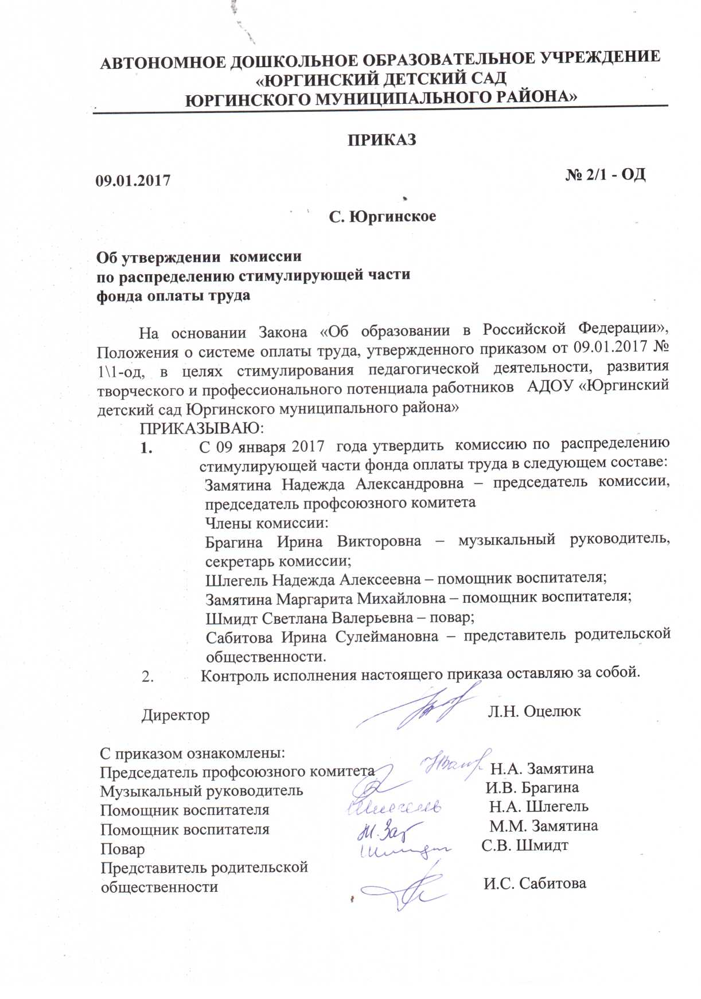 АВТОНОМНОЕ ДОШКОЛЬНОЕ ОБРАЗОВАТЕЛЬНОЕ УЧРЕЖДЕНИЕ
«ЮРГИНСКИЙ ДЕТСКИЙ САД
ЮРГИНСКОГО МУНИЦИПАЛЬНОГО РАЙОНА»
ПРИКАЗ
09.01.2017 № 2/1 - ОД
С. Юргинское
Об утверждении комиссии
по распределению стимулирующей части
фонда оплаты труда
На основании Закона «Об образовании в Российской Федерации»,
Положения о системе оплаты труда, утвержденного приказом от 09.01.2017 №
1\1-од, в целях стимулирования педагогической деятельности, развития
творческого и профессионального потенциала работников АДОУ «Юргинский
детский сад Юргинского муниципального района»
ПРИКАЗЫВАЮ:
1. С 09 января 2017 года утвердить комиссию по распределению
стимулирующей части фонда оплаты труда в следующем составе:
Замятина Надежда Александровна – председатель комиссии,
председатель профсоюзного комитета
Члены комиссии:
Брагина Ирина Викторовна – музыкальный руководитель,
секретарь комиссии;
Шлегель Надежда Алексеевна – помощник воспитателя;
Замятина Маргарита Михайловна – помощник воспитателя;
Шмидт Светлана Валерьевна – повар;
Сабитова Ирина Сулеймановна – представитель родительской
общественности.
2. Контроль исполнения настоящего приказа оставляю за собой.
Директор Л.Н. Оцелюк
С приказом ознакомлены:
Председатель профсоюзного комитета Н.А. Замятина
Музыкальный руководитель И.В. Брагина
Помощник воспитателя Шлегель Н.А. Шлегель
Помощник воспитателя М. Зат М.М. Замятина
Повар Шмидт С.В. Шмидт
Представитель родительской
общественности И.С. Сабитова